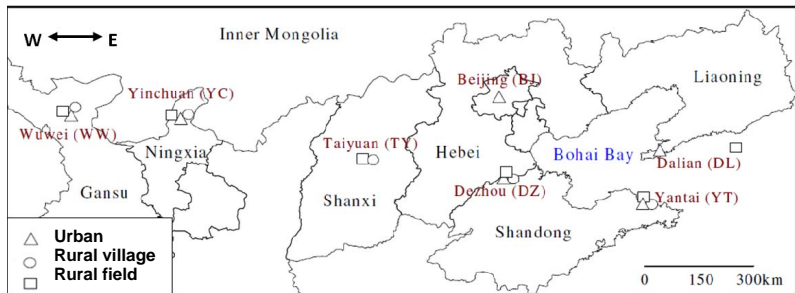 W E
Inner Mongolia
Beijing (BJ)
Liaoning
Yinchuan (YC)
Wuwei (WW)
Ningxia
Taiyuan (TY)
Hebei
Bohai Bay
Dalian (DL)
Gansu
Shanxi
Dezhou (DZ)
Yantai (YT)
Shandong
Urban
Rural village
Rural field
0 150 300km